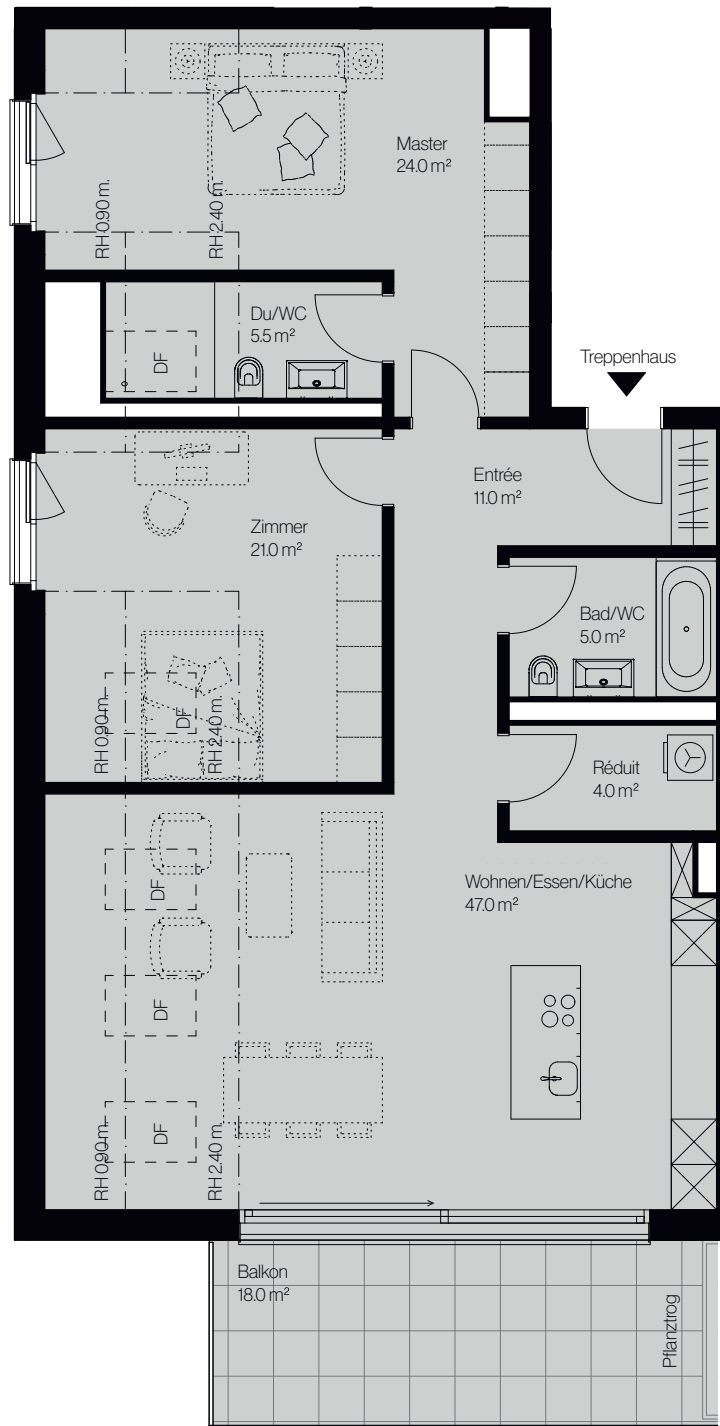 Master
24.0 m²
RH 0.90 m.
RH 2.40 m.
Du/WC
5.5 m²
DF
Treppenhaus
Entrée
11.0 m²
Zimmer
21.0 m²
Bad/WC
5.0 m²
DF
RH 0.90 m.
RH 2.40 m.
Réduit
4.0 m²
DF
Wohnen/Essen/Küche
47.0 m²
DF
DF
RH 0.90 m.
RH 2.40 m.
Balkon
18.0 m²
Pflanztrog